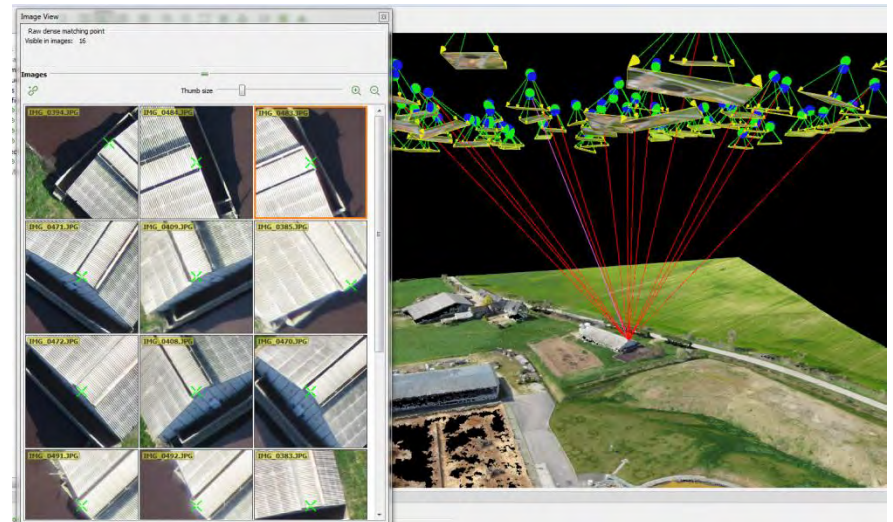 Image View
Raw dense matching point
Visible in images: 16
Images
Thumb size
IMG_0394.JPG
IMG_0484.JPG
IMG_0483.JPG
IMG_0471.JPG
IMG_0409.JPG
IMG_0385.JPG
IMG_0472.JPG
IMG_0408.JPG
IMG_0470.JPG
IMG_0491.JPG
IMG_0492.JPG
IMG_0383.JPG